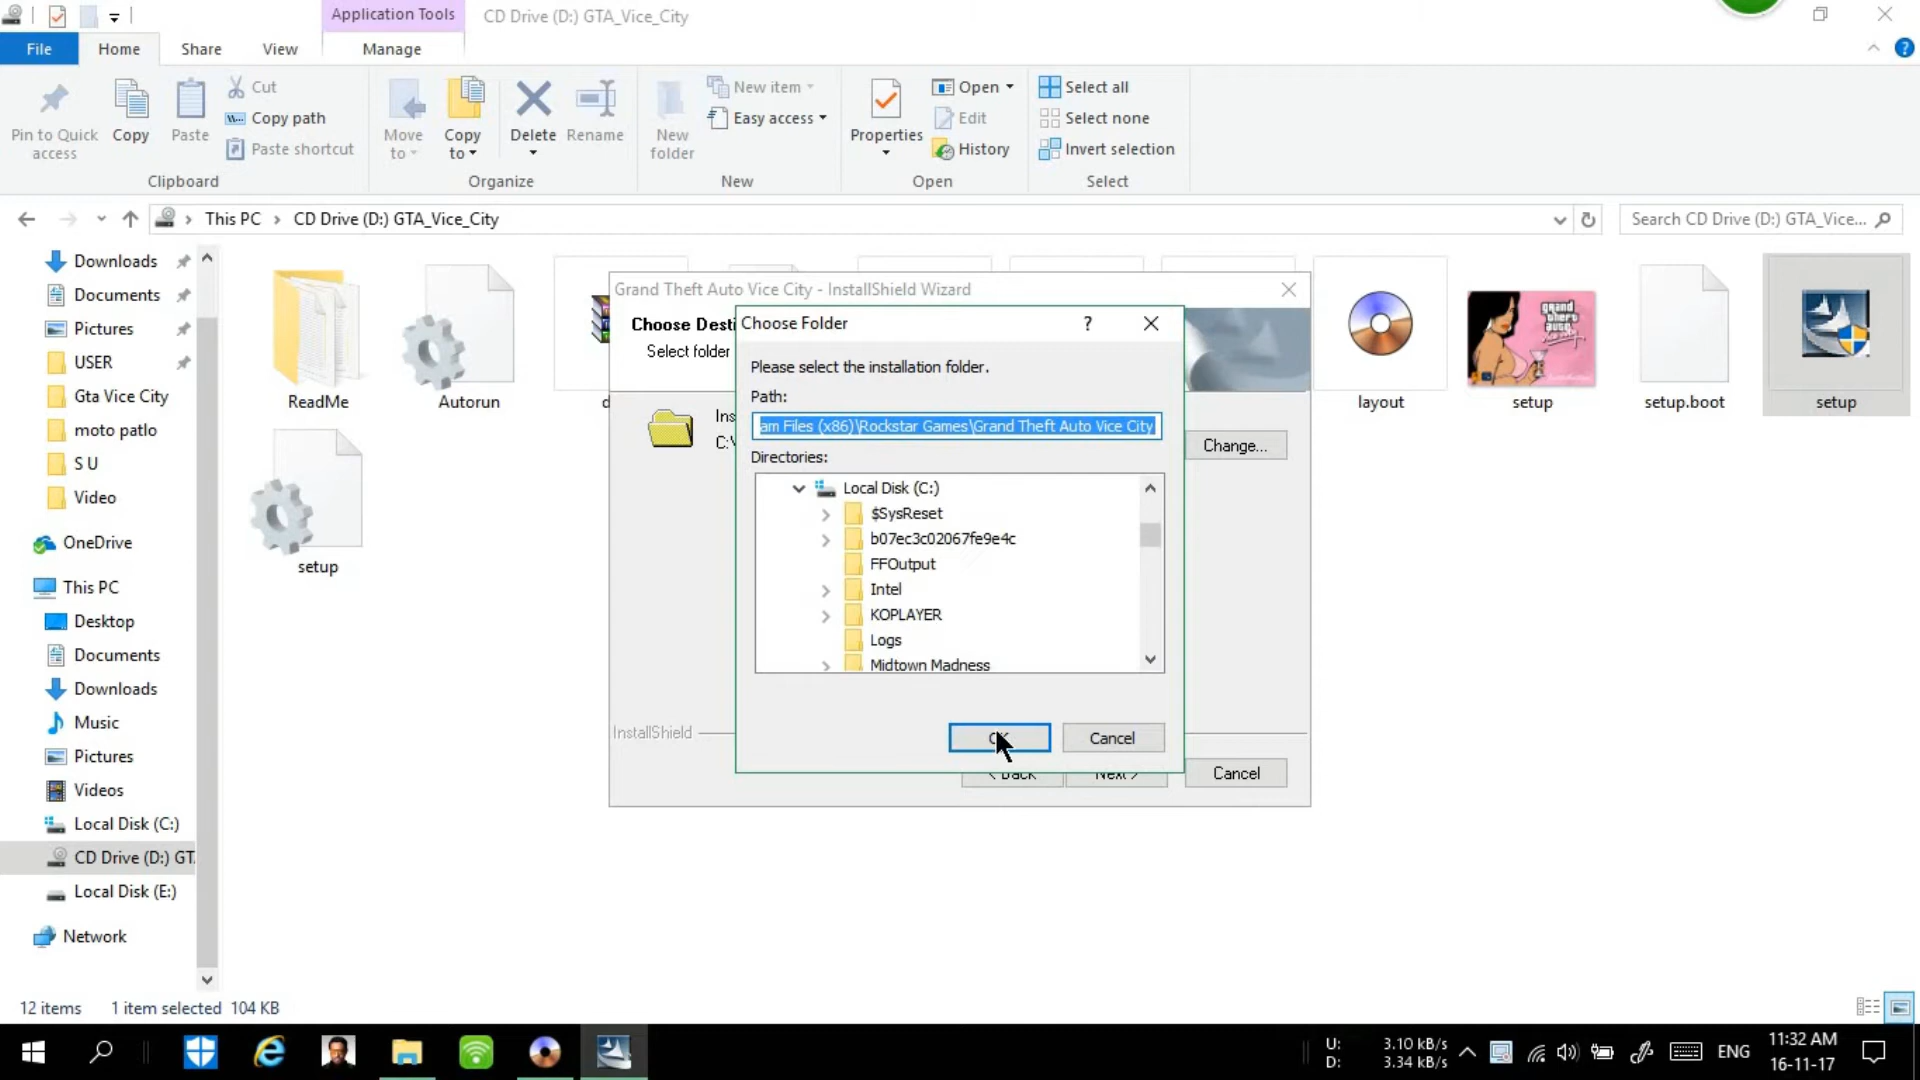 Application Tools
CD Drive (D:) GTA_Vice_City
File
Home
Share
View
Manage
Pin to Quick access
Copy
Paste
Cut
Copy path
Paste shortcut
Clipboard
Move to
Copy to
Delete
Rename
Organize
New folder
New item
Easy access
New
Properties
Open
Edit
History
Open
Select all
Select none
Invert selection
Select
This PC > CD Drive (D:) GTA_Vice_City
Search CD Drive (D:) GTA_Vice...
Downloads
Documents
Pictures
USER
Gta Vice City
moto patlo
S U
Video
OneDrive
This PC
Desktop
Documents
Downloads
Music
Pictures
Videos
Local Disk (C:)
CD Drive (D:) GT
Local Disk (E:)
Network
ReadMe
Autorun
layout
setup
setup.boot
setup
setup
Grand Theft Auto Vice City - InstallShield Wizard
Choose Desti
Select folder
Ins
C:\
Change...
InstallShield
< Back
Next >
Cancel
Choose Folder
?
Please select the installation folder.
Path:
am Files (x86)\Rockstar Games\Grand Theft Auto Vice City
Directories:
Local Disk (C:)
$SysReset
b07ec3c02067fe9e4c
FFOutput
Intel
KOPLAYER
Logs
Midtown Madness
OK
Cancel
12 items
1 item selected 104 KB
U: 3.10 kB/s
D: 3.34 kB/s
ENG
11:32 AM
16-11-17